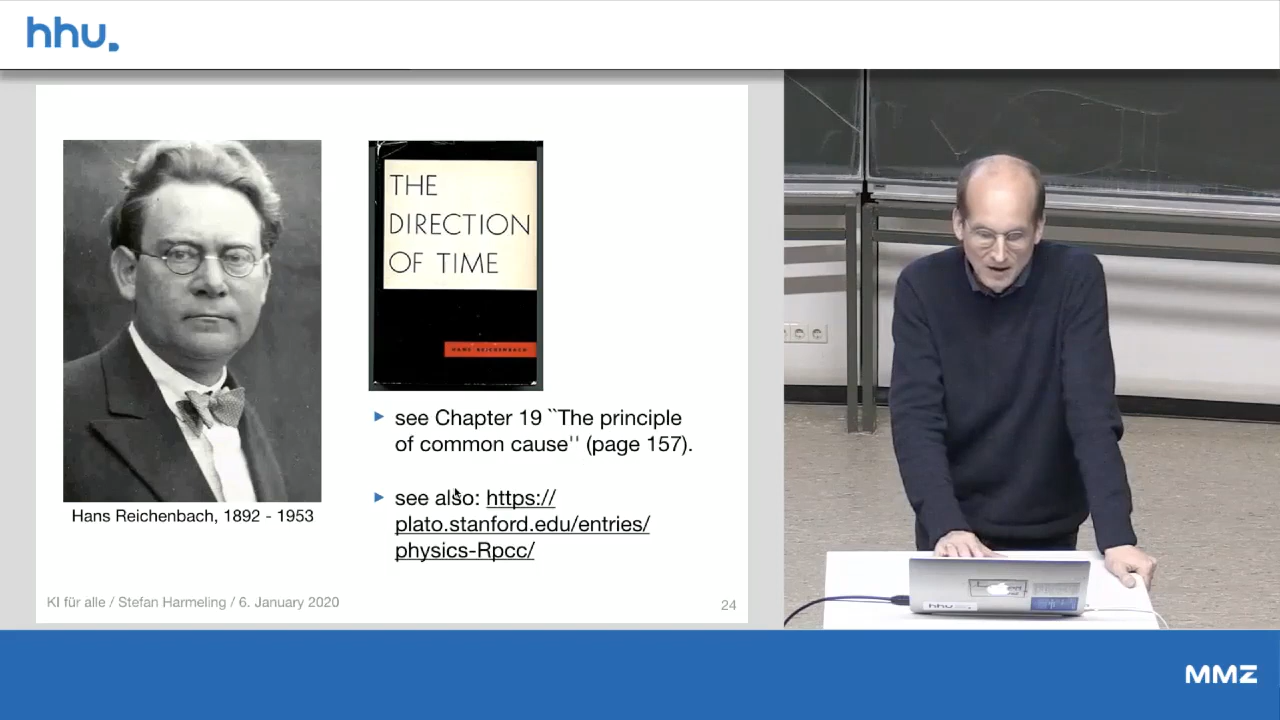 hhu.
THE
DIRECTION
OF TIME
HANS REICHENBACH
▶ see Chapter 19 ``The principle
of common cause'' (page 157).
▶ see also: https://
plato.stanford.edu/entries/
physics-Rpcc/
Hans Reichenbach, 1892 - 1953
KI für alle / Stefan Harmeling / 6. January 2020
24
hhu
MMZ